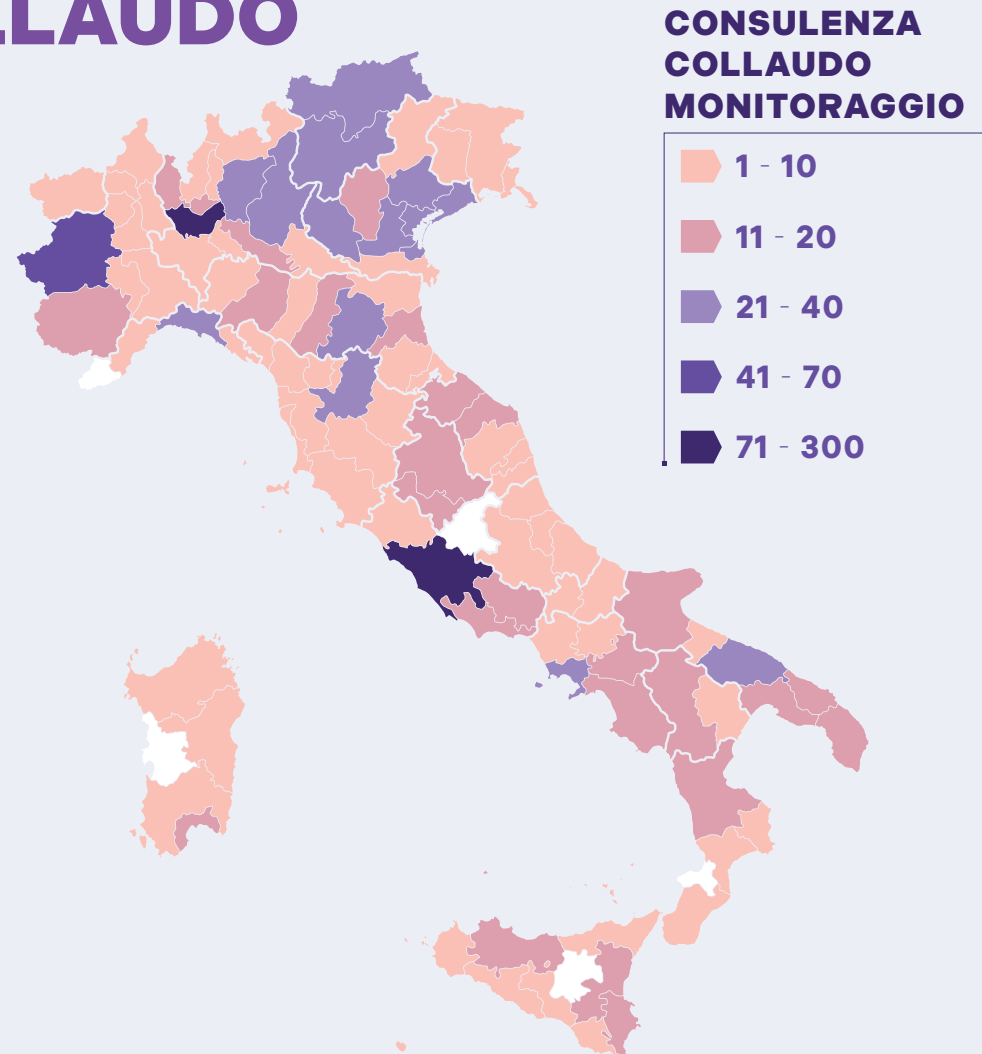 LLAUDO
CONSULENZA
COLLAUDO
MONITORAGGIO
1 - 10
11 - 20
21 - 40
41 - 70
71 - 300